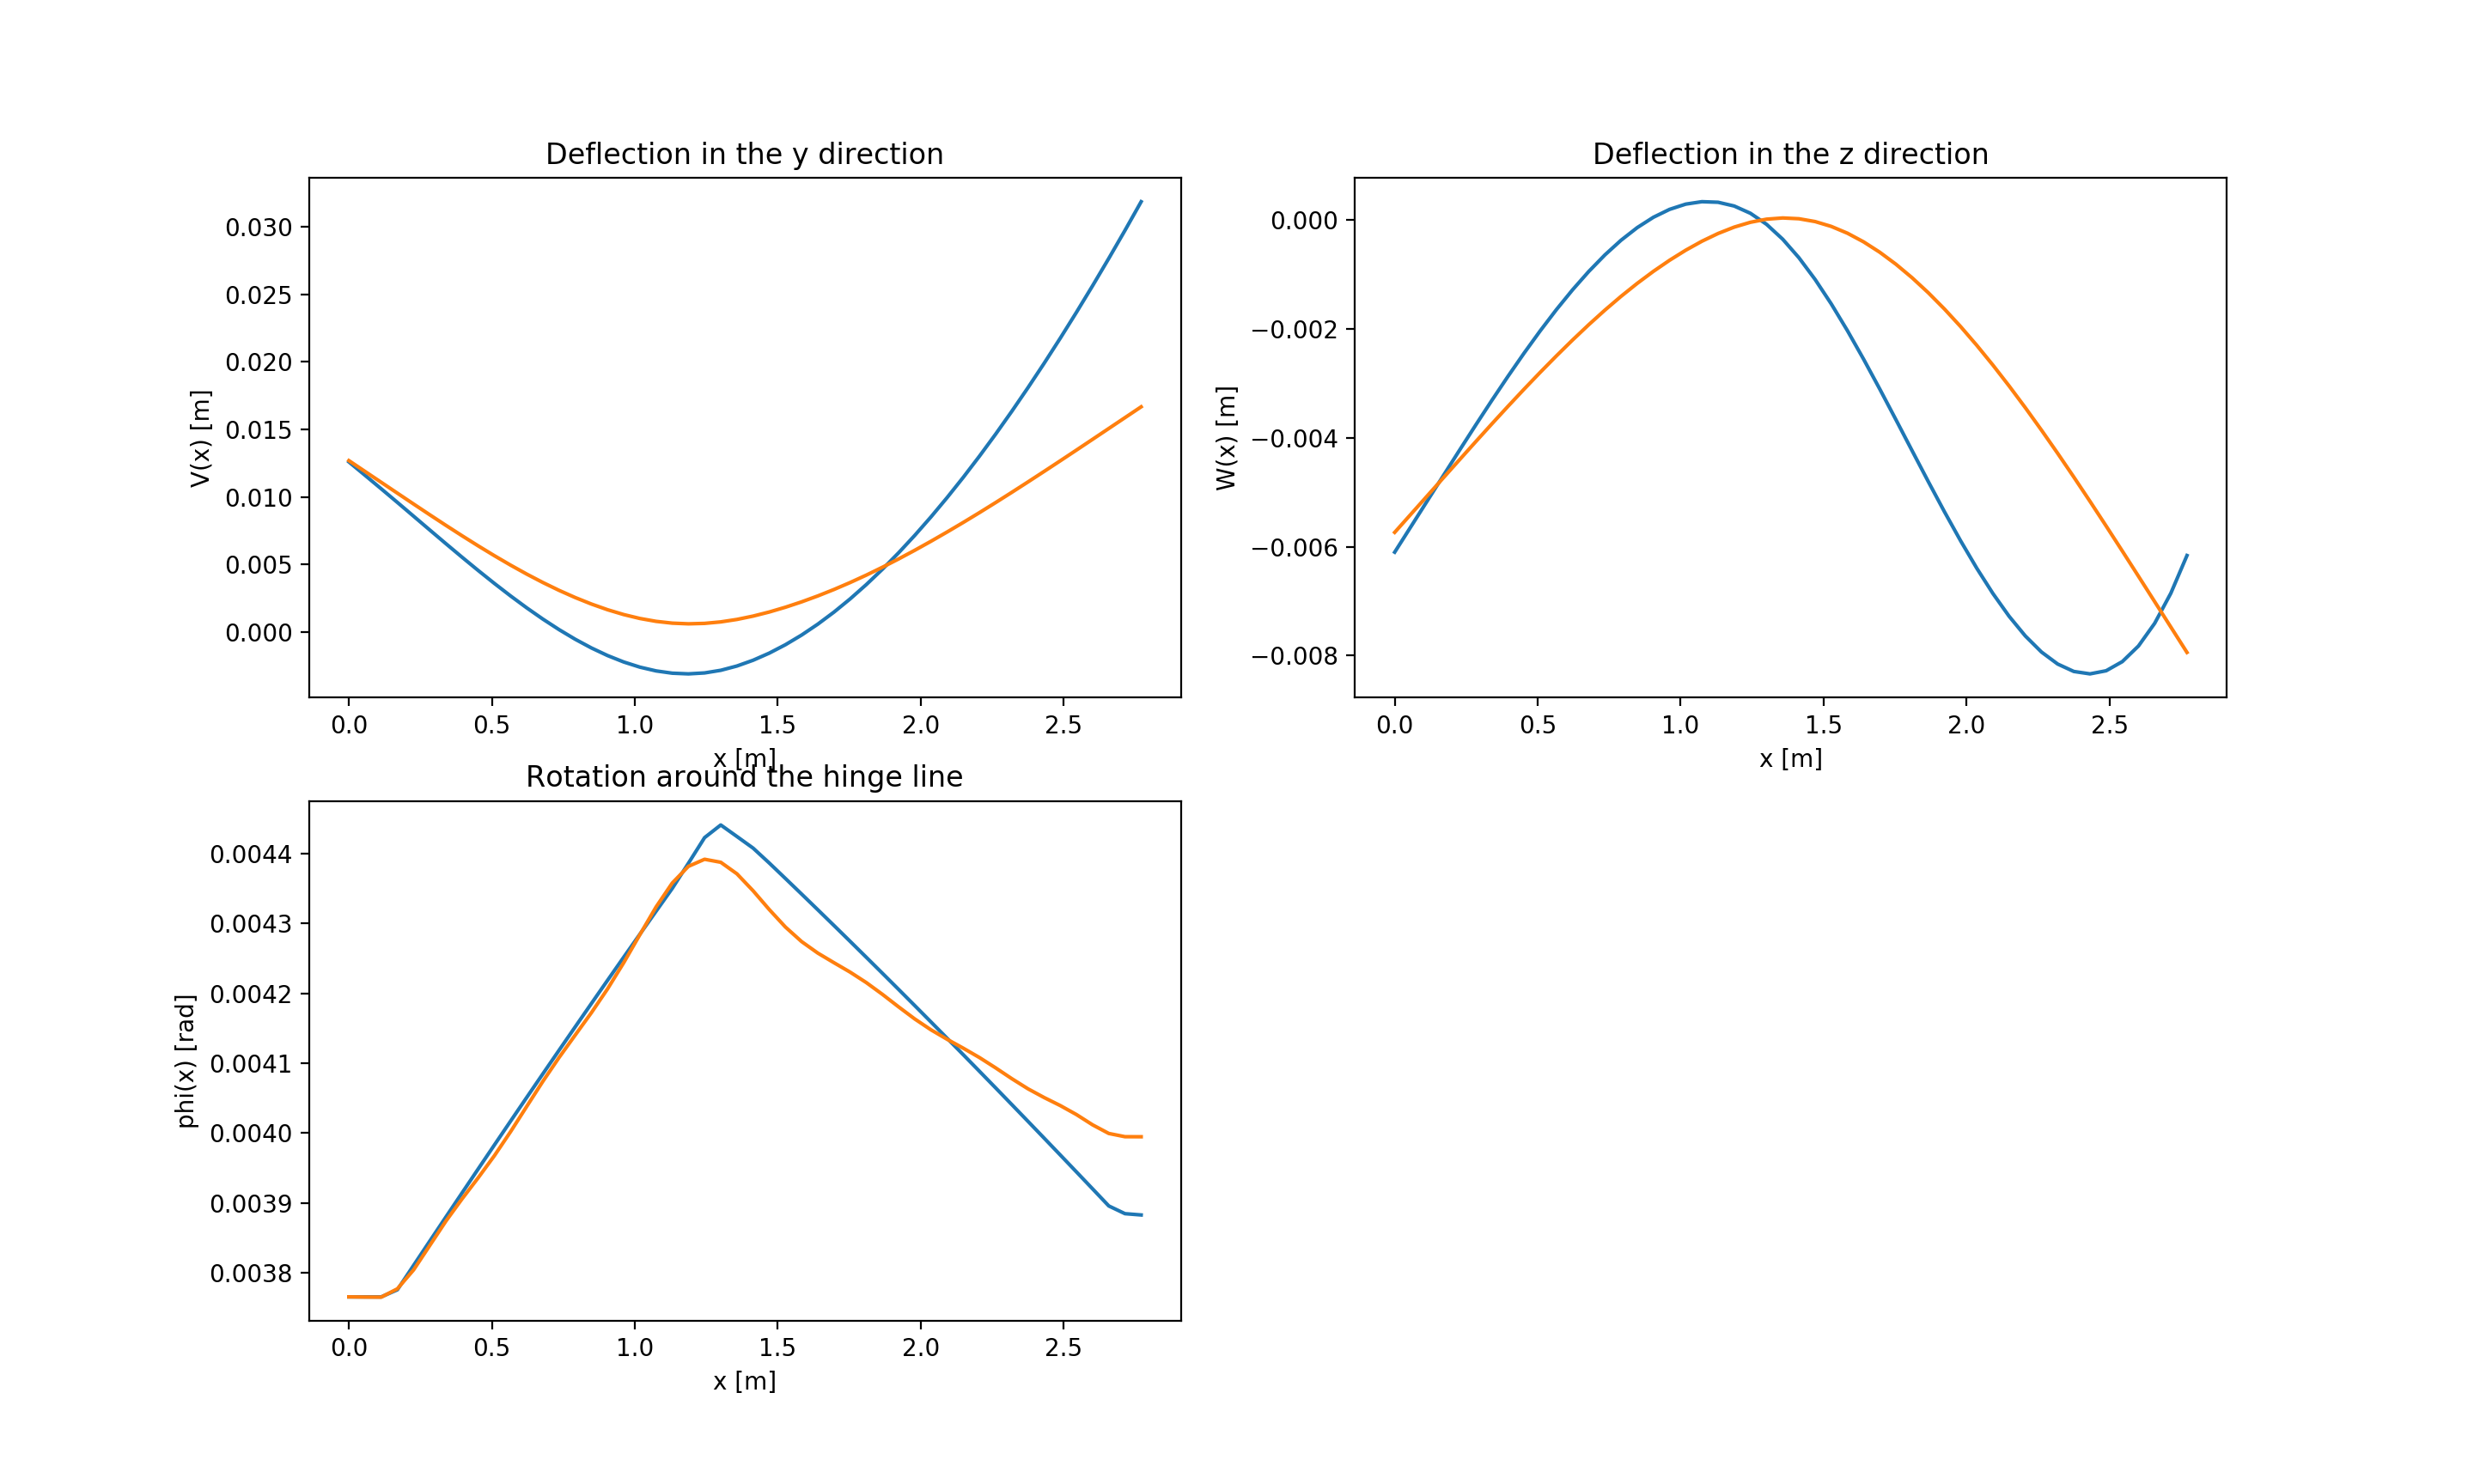 Deflection in the y direction
0.030
0.025
0.020
0.015
0.010
0.005
0.000
V(x) [m]
0.0 0.5 1.0 1.5 2.0 2.5
x [m]
Deflection in the z direction
0.000
−0.002
−0.004
−0.006
−0.008
W(x) [m]
0.0 0.5 1.0 1.5 2.0 2.5
x [m]
Rotation around the hinge line
0.0044
0.0043
0.0042
0.0041
0.0040
0.0039
0.0038
phi(x) [rad]
0.0 0.5 1.0 1.5 2.0 2.5
x [m]